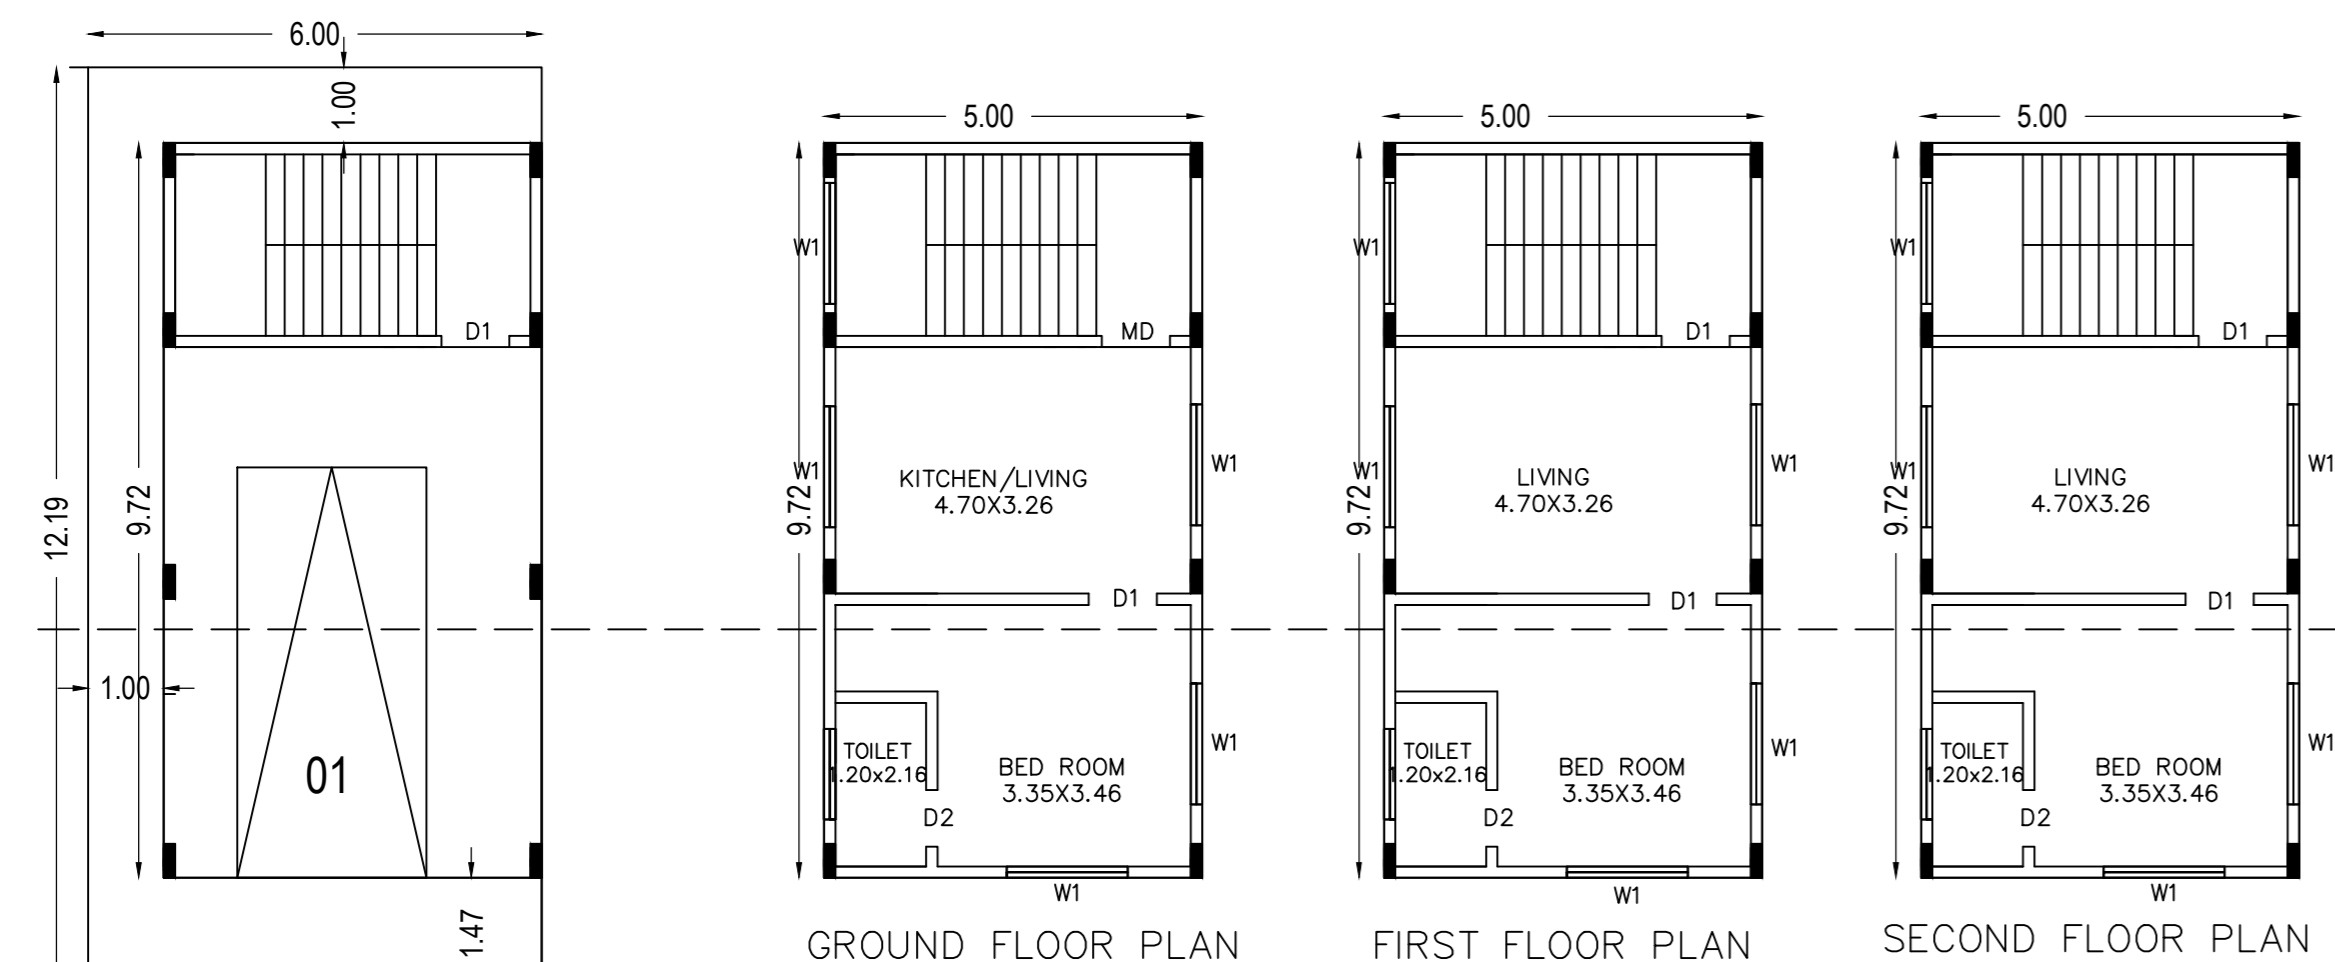 6.00
1.00
12.19
9.72
D1
1.00
01
1.47
5.00
W1
MD
W1
9.72
KITCHEN/LIVING
4.70X3.26
W1
D1
TOILET
1.20x2.16
BED ROOM
3.35X3.46
W1
D2
W1
GROUND FLOOR PLAN
5.00
W1
D1
W1
9.72
LIVING
4.70X3.26
W1
D1
TOILET
1.20x2.16
BED ROOM
3.35X3.46
W1
D2
W1
FIRST FLOOR PLAN
5.00
W1
D1
W1
9.72
LIVING
4.70X3.26
W1
D1
TOILET
1.20x2.16
BED ROOM
3.35X3.46
W1
D2
W1
SECOND FLOOR PLAN